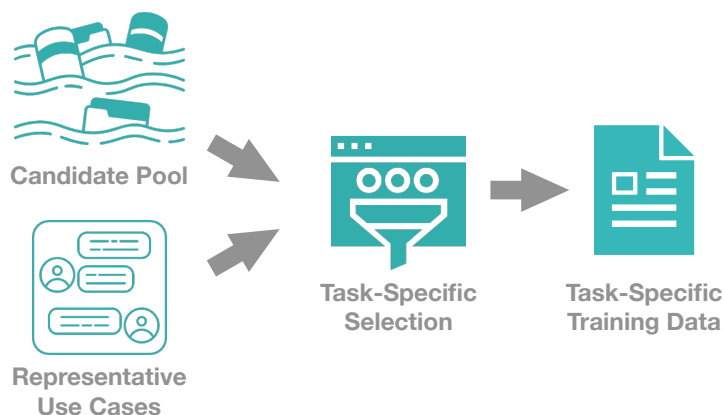 Candidate Pool
Representative
Use Cases
Task-Specific
Selection
Task-Specific
Training Data